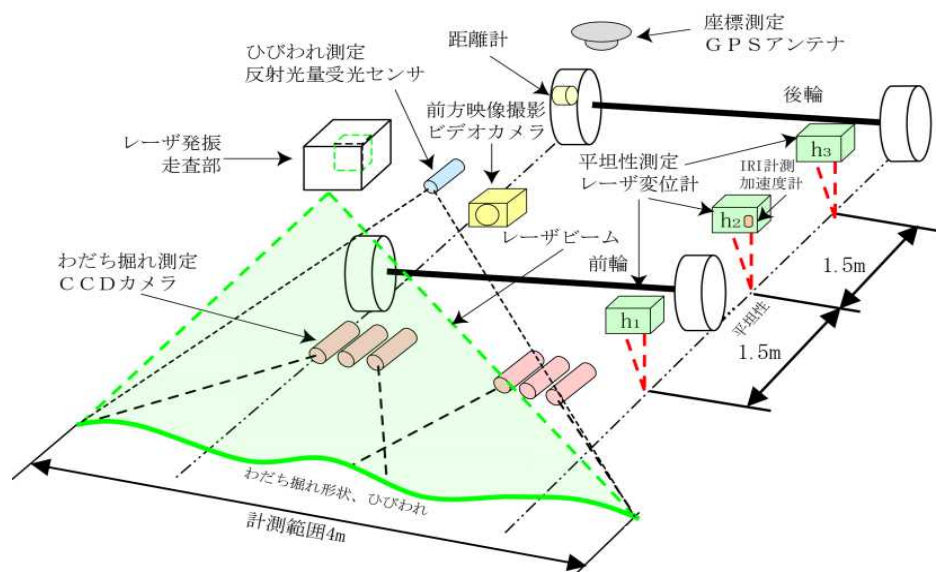 座標測定
GPSアンテナ
距離計
ひびわれ測定
反射光量受光センサ
後輪
前方映像撮影
ビデオカメラ
レーザ発振
走査部
平坦性測定
レーザ変位計
IRI計測
加速度計
h3
h2
レーザビーム
前輪
わだち掘れ測定
CCDカメラ
1.5m
h1
平坦性
1.5m
わだち掘れ形状、ひびわれ
計測範囲4m